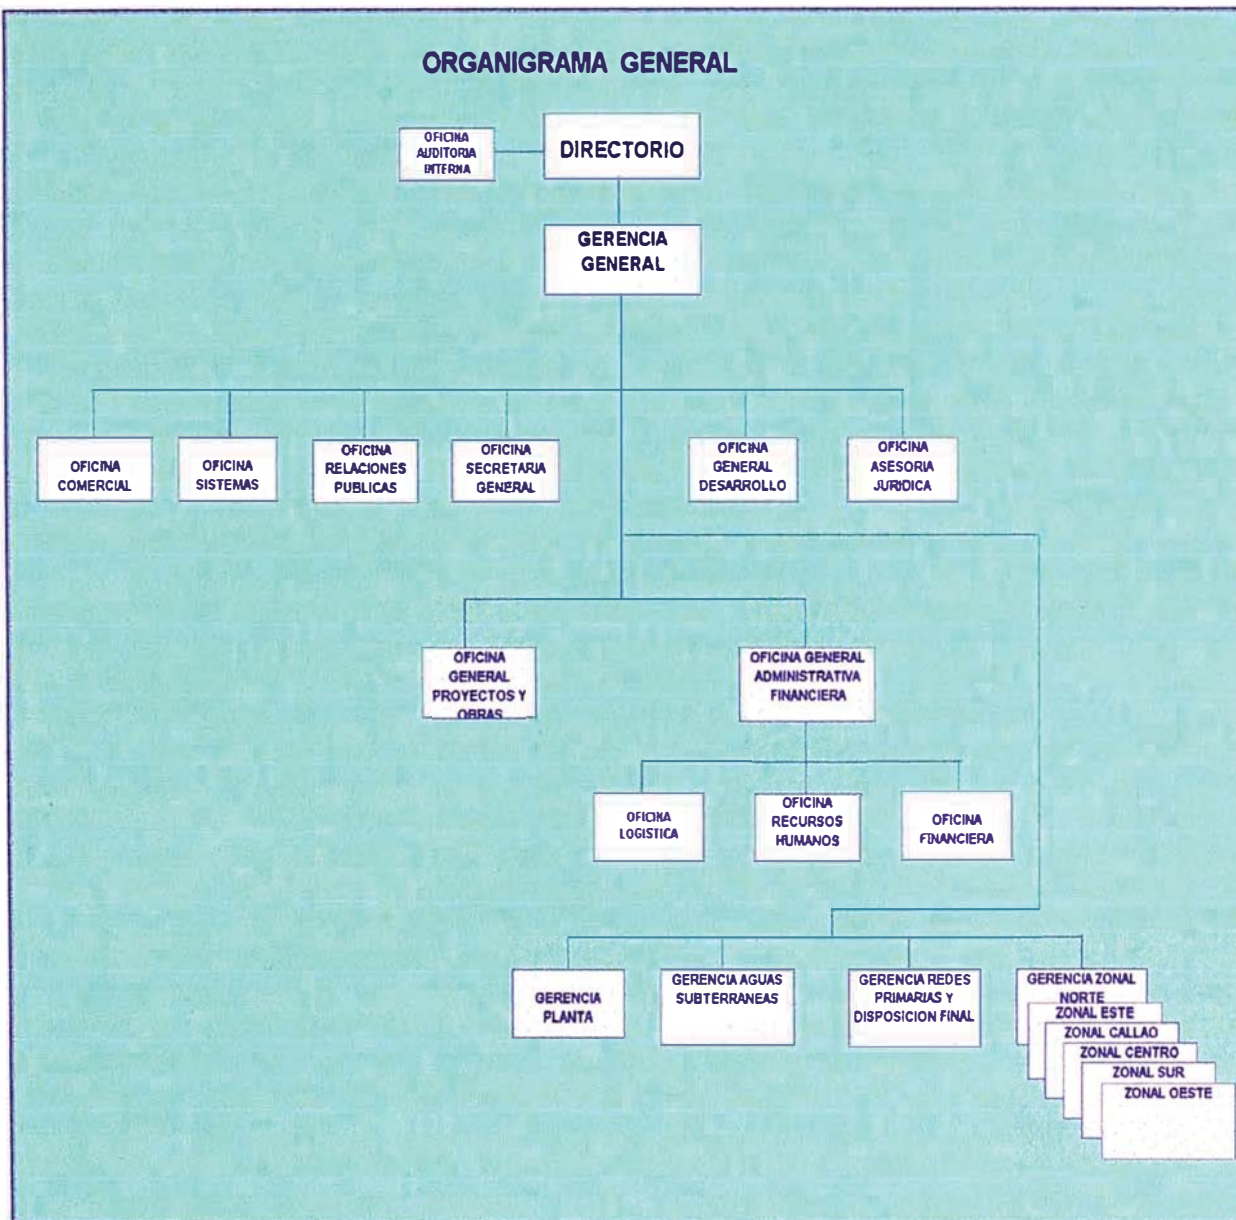 ORGANIGRAMA GENERAL
OFICINA
AUDITORIA
INTERNA
DIRECTORIO
GERENCIA
GENERAL
OFICINA
COMERCIAL
OFICINA
SISTEMAS
OFICINA
RELACIONES
PUBLICAS
OFICINA
SECRETARIA
GENERAL
OFICINA
GENERAL
DESARROLLO
OFICINA
ASESORIA
JURIDICA
OFICINA
GENERAL
PROYECTOS Y
OBRAS
OFICINA GENERAL
ADMINISTRATIVA
FINANCIERA
OFICINA
LOGISTICA
OFICINA
RECURSOS
HUMANOS
OFICINA
FINANCIERA
GERENCIA
PLANTA
GERENCIA AGUAS
SUBTERRANEAS
GERENCIA REDES
PRIMARIAS Y
DISPOSICION FINAL
GERENCIA ZONAL
NORTE
ZONAL ESTE
ZONAL CALLAO
ZONAL CENTRO
ZONAL SUR
ZONAL OESTE